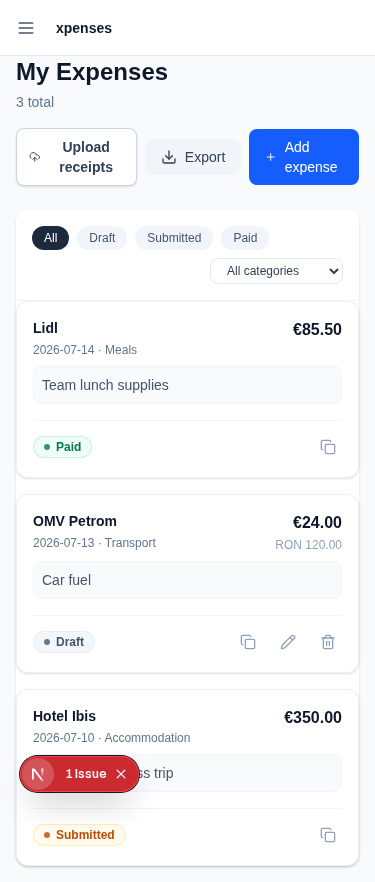 xpenses
My Expenses
3 total
Upload
receipts
Export
Add
expense
All
Draft
Submitted
Paid
All categories
Lidl
€85.50
2026-07-14 · Meals
Team lunch supplies
Paid
OMV Petrom
€24.00
2026-07-13 · Transport
RON 120.00
Car fuel
Draft
Hotel Ibis
€350.00
2026-07-10 · Accommodation
N
1 Issue
trip
Submitted